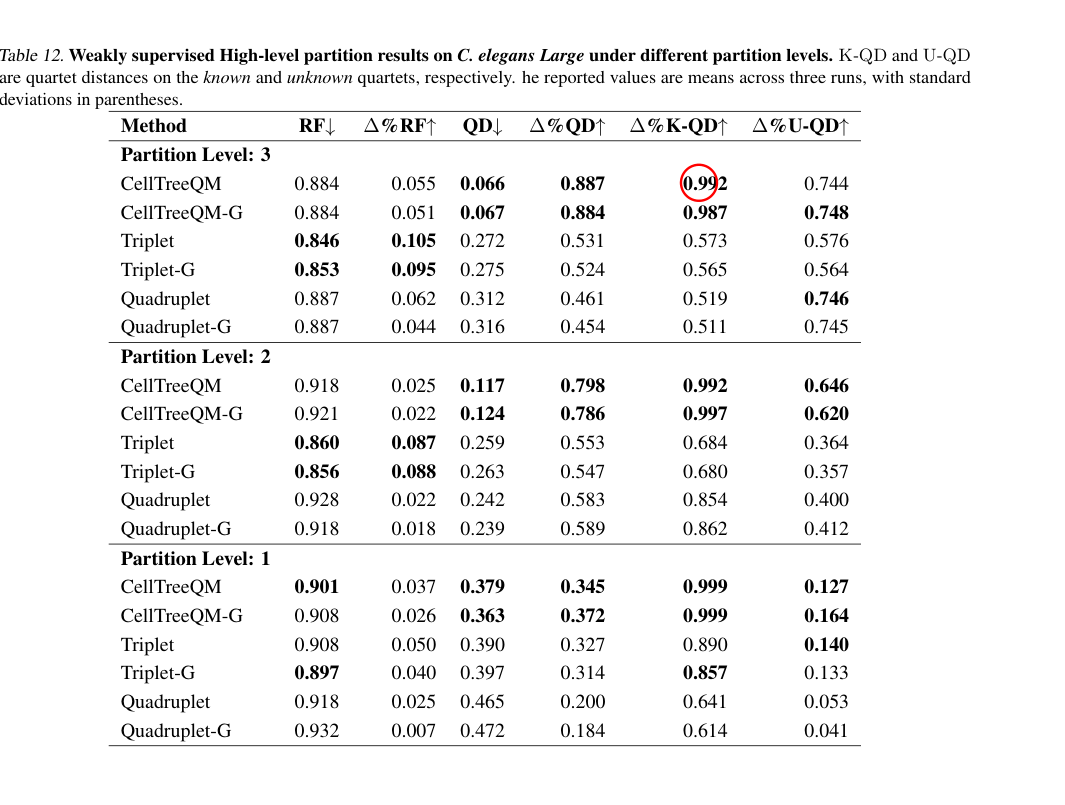 Table 12. Weakly supervised High-level partition results on C. elegans Large under different partition levels. K-QD and U-QD
are quartet distances on the known and unknown quartets, respectively. he reported values are means across three runs, with standard
deviations in parentheses.
Method RF↓ Δ%RF↑ QD↓ Δ%QD↑ Δ%K-QD↑ Δ%U-QD↑
Partition Level: 3
CellTreeQM 0.884 0.055 0.066 0.887 0.992 0.744
CellTreeQM-G 0.884 0.051 0.067 0.884 0.987 0.748
Triplet 0.846 0.105 0.272 0.531 0.573 0.576
Triplet-G 0.853 0.095 0.275 0.524 0.565 0.564
Quadruplet 0.887 0.062 0.312 0.461 0.519 0.746
Quadruplet-G 0.887 0.044 0.316 0.454 0.511 0.745
Partition Level: 2
CellTreeQM 0.918 0.025 0.117 0.798 0.992 0.646
CellTreeQM-G 0.921 0.022 0.124 0.786 0.997 0.620
Triplet 0.860 0.087 0.259 0.553 0.684 0.364
Triplet-G 0.856 0.088 0.263 0.547 0.680 0.357
Quadruplet 0.928 0.022 0.242 0.583 0.854 0.400
Quadruplet-G 0.918 0.018 0.239 0.589 0.862 0.412
Partition Level: 1
CellTreeQM 0.901 0.037 0.379 0.345 0.999 0.127
CellTreeQM-G 0.908 0.026 0.363 0.372 0.999 0.164
Triplet 0.908 0.050 0.390 0.327 0.890 0.140
Triplet-G 0.897 0.040 0.397 0.314 0.857 0.133
Quadruplet 0.918 0.025 0.465 0.200 0.641 0.053
Quadruplet-G 0.932 0.007 0.472 0.184 0.614 0.041